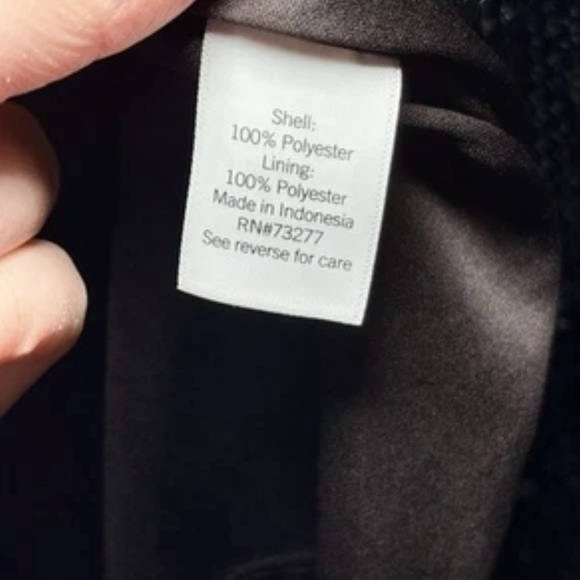 Shell:
100% Polyester
Lining:
100% Polyester
Made in Indonesia
RN#73277
See reverse for care